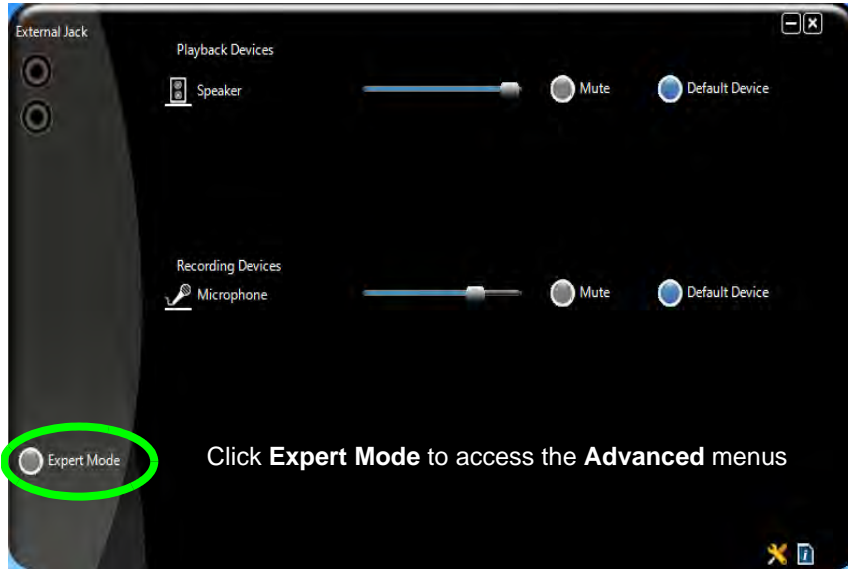 External Jack
Playback Devices
Speaker
Mute
Default Device
Recording Devices
Microphone
Mute
Default Device
Expert Mode
Click Expert Mode to access the Advanced menus